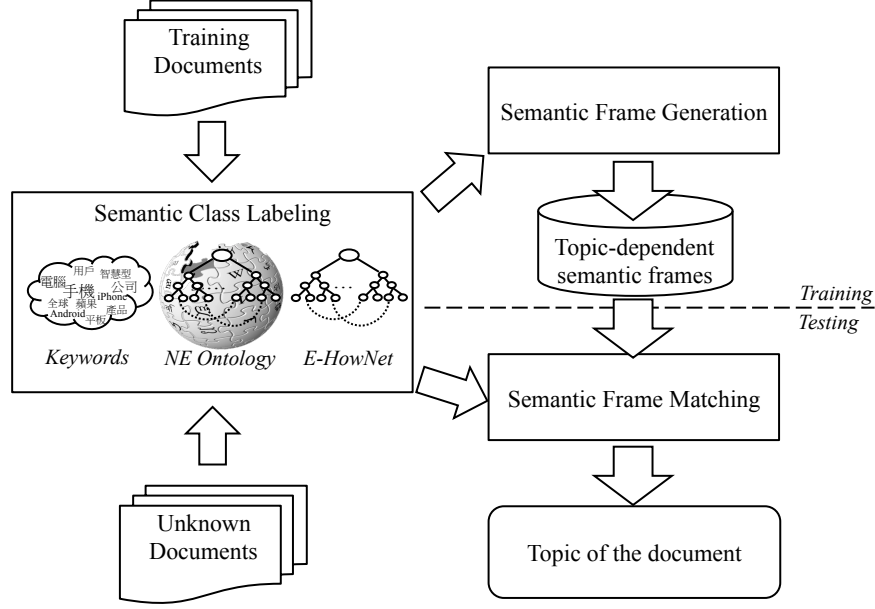 Training
Documents
Semantic Class Labeling
用戶
智慧型
電腦
手機
公司
iPhone
全球
蘋果
Android
產品
平板
W
Keywords
NE Ontology
E-HowNet
Unknown
Documents
Semantic Frame Generation
Topic-dependent
semantic frames
Training
Testing
Semantic Frame Matching
Topic of the document